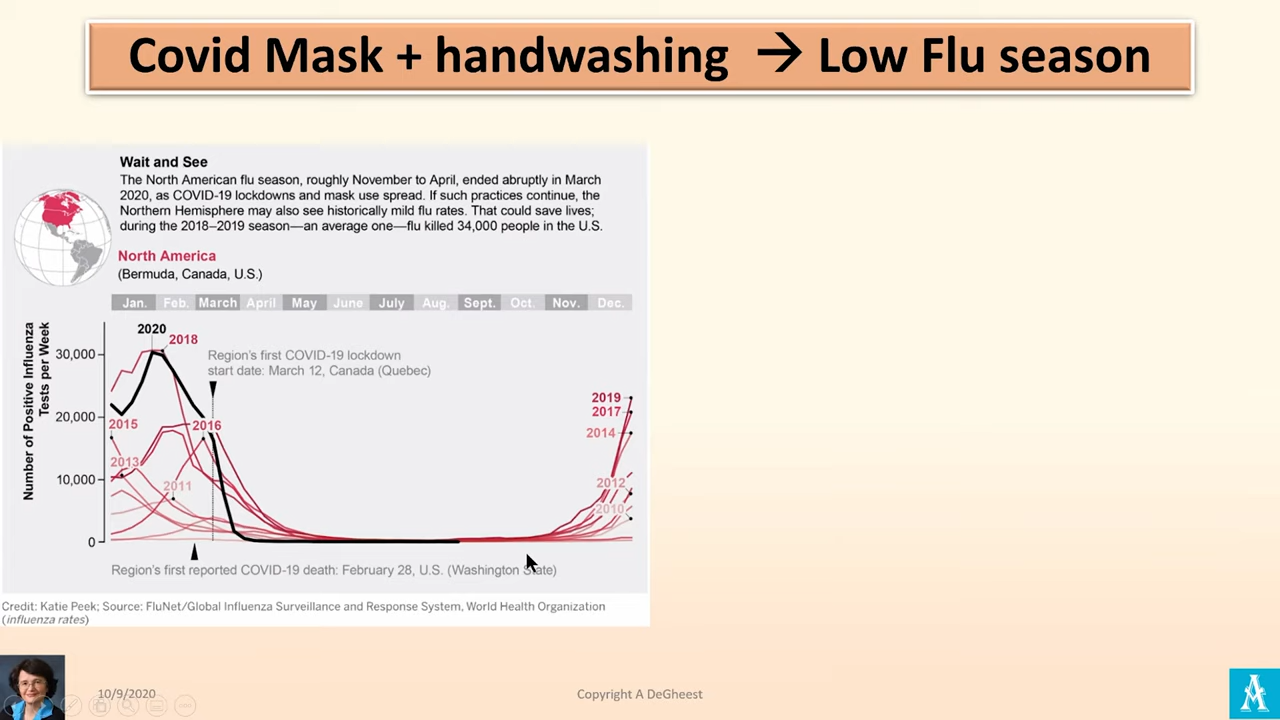 Covid Mask + handwashing → Low Flu season
Wait and See
The North American flu season, roughly November to April, ended abruptly in March
2020, as COVID-19 lockdowns and mask use spread. If such practices continue, the
Northern Hemisphere may also see historically mild flu rates. That could save lives;
during the 2018–2019 season—an average one—flu killed 34,000 people in the U.S.
North America
(Bermuda, Canada, U.S.)
Jan. Feb. March April May June July Aug. Sept. Oct. Nov. Dec.
Number of Positive Influenza
Tests per Week
30,000
20,000
10,000
0
2020
2018
Region's first COVID-19 lockdown
start date: March 12, Canada (Quebec)
2015
2016
2013
2011
2019
2017
2014
2012
2010
Region's first reported COVID-19 death: February 28, U.S. (Washington State)
Credit: Katie Peek; Source: FluNet/Global Influenza Surveillance and Response System, World Health Organization
(influenza rates)
10/9/2020
Copyright A DeGheest
A